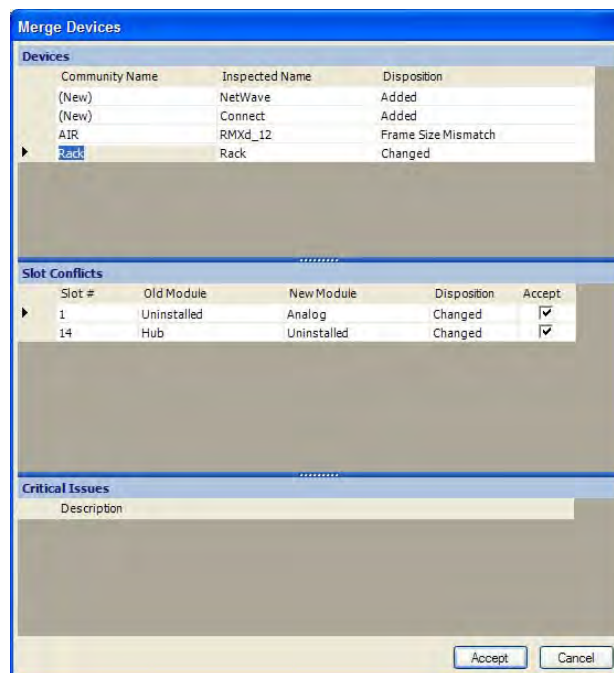 Merge Devices
Devices
Community Name Inspected Name Disposition
(New) NetWave Added
(New) Connect Added
AIR RMXd_12 Frame Size Mismatch
Rack Rack Changed
Slot Conflicts
Slot # Old Module New Module Disposition Accept
1 Uninstalled Analog Changed
14 Hub Uninstalled Changed
Critical Issues
Description
Accept Cancel